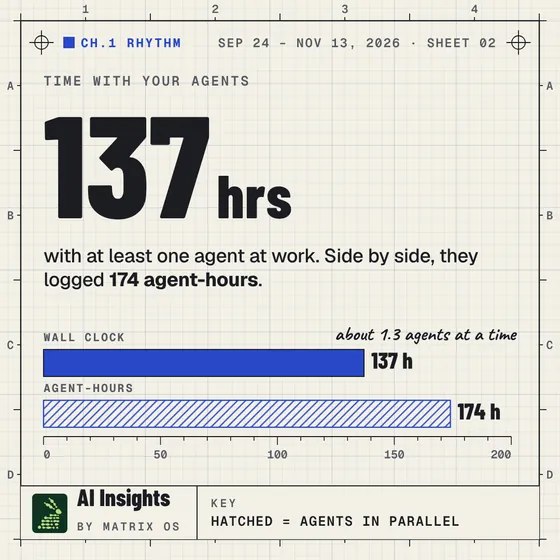 1 2 3 4
CH.1 RHYTHM SEP 24 – NOV 13, 2026 · SHEET 02
A A
TIME WITH YOUR AGENTS
137 hrs
B B
with at least one agent at work. Side by side, they
logged 174 agent-hours.
about 1.3 agents at a time
WALL CLOCK
C C
137 h
AGENT-HOURS
174 h
0 50 100 150 200
D D
AI Insights
BY MATRIX OS
KEY
HATCHED = AGENTS IN PARALLEL